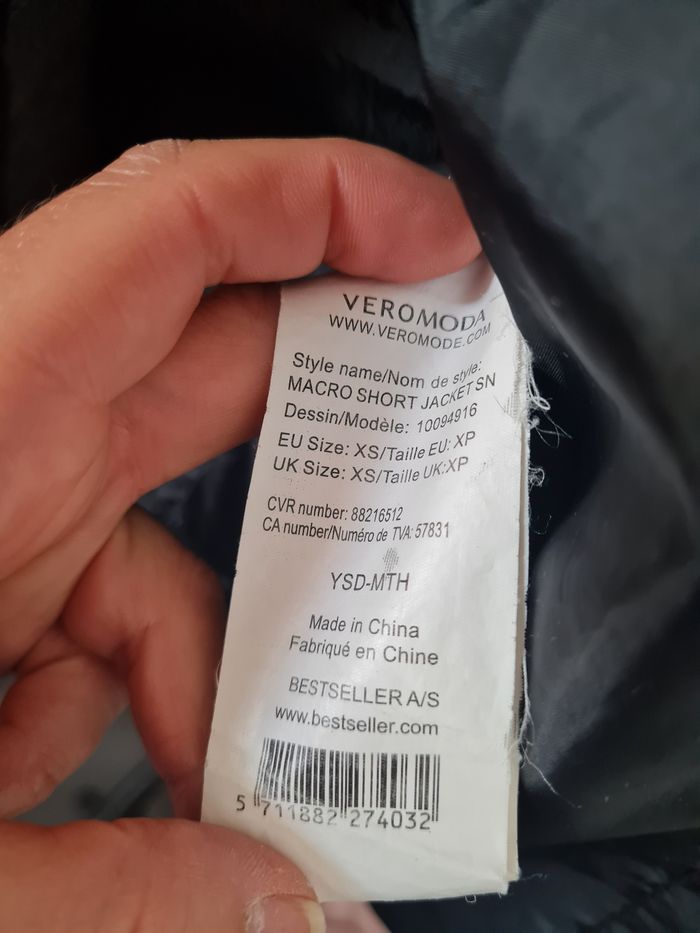 VERO MODA
WWW.VEROMODE.COM
Style name/Nom de style:
MACRO SHORT JACKET SN
Dessin/Modèle: 10094916
EU Size: XS/Taille EU: XP
UK Size: XS/Taille UK:XP
CVR number: 88216512
CA number/Numéro de TVA: 57831
YSD-MTH
Made in China
Fabriqué en Chine
BESTSELLER A/S
www.bestseller.com
5 711882 274032